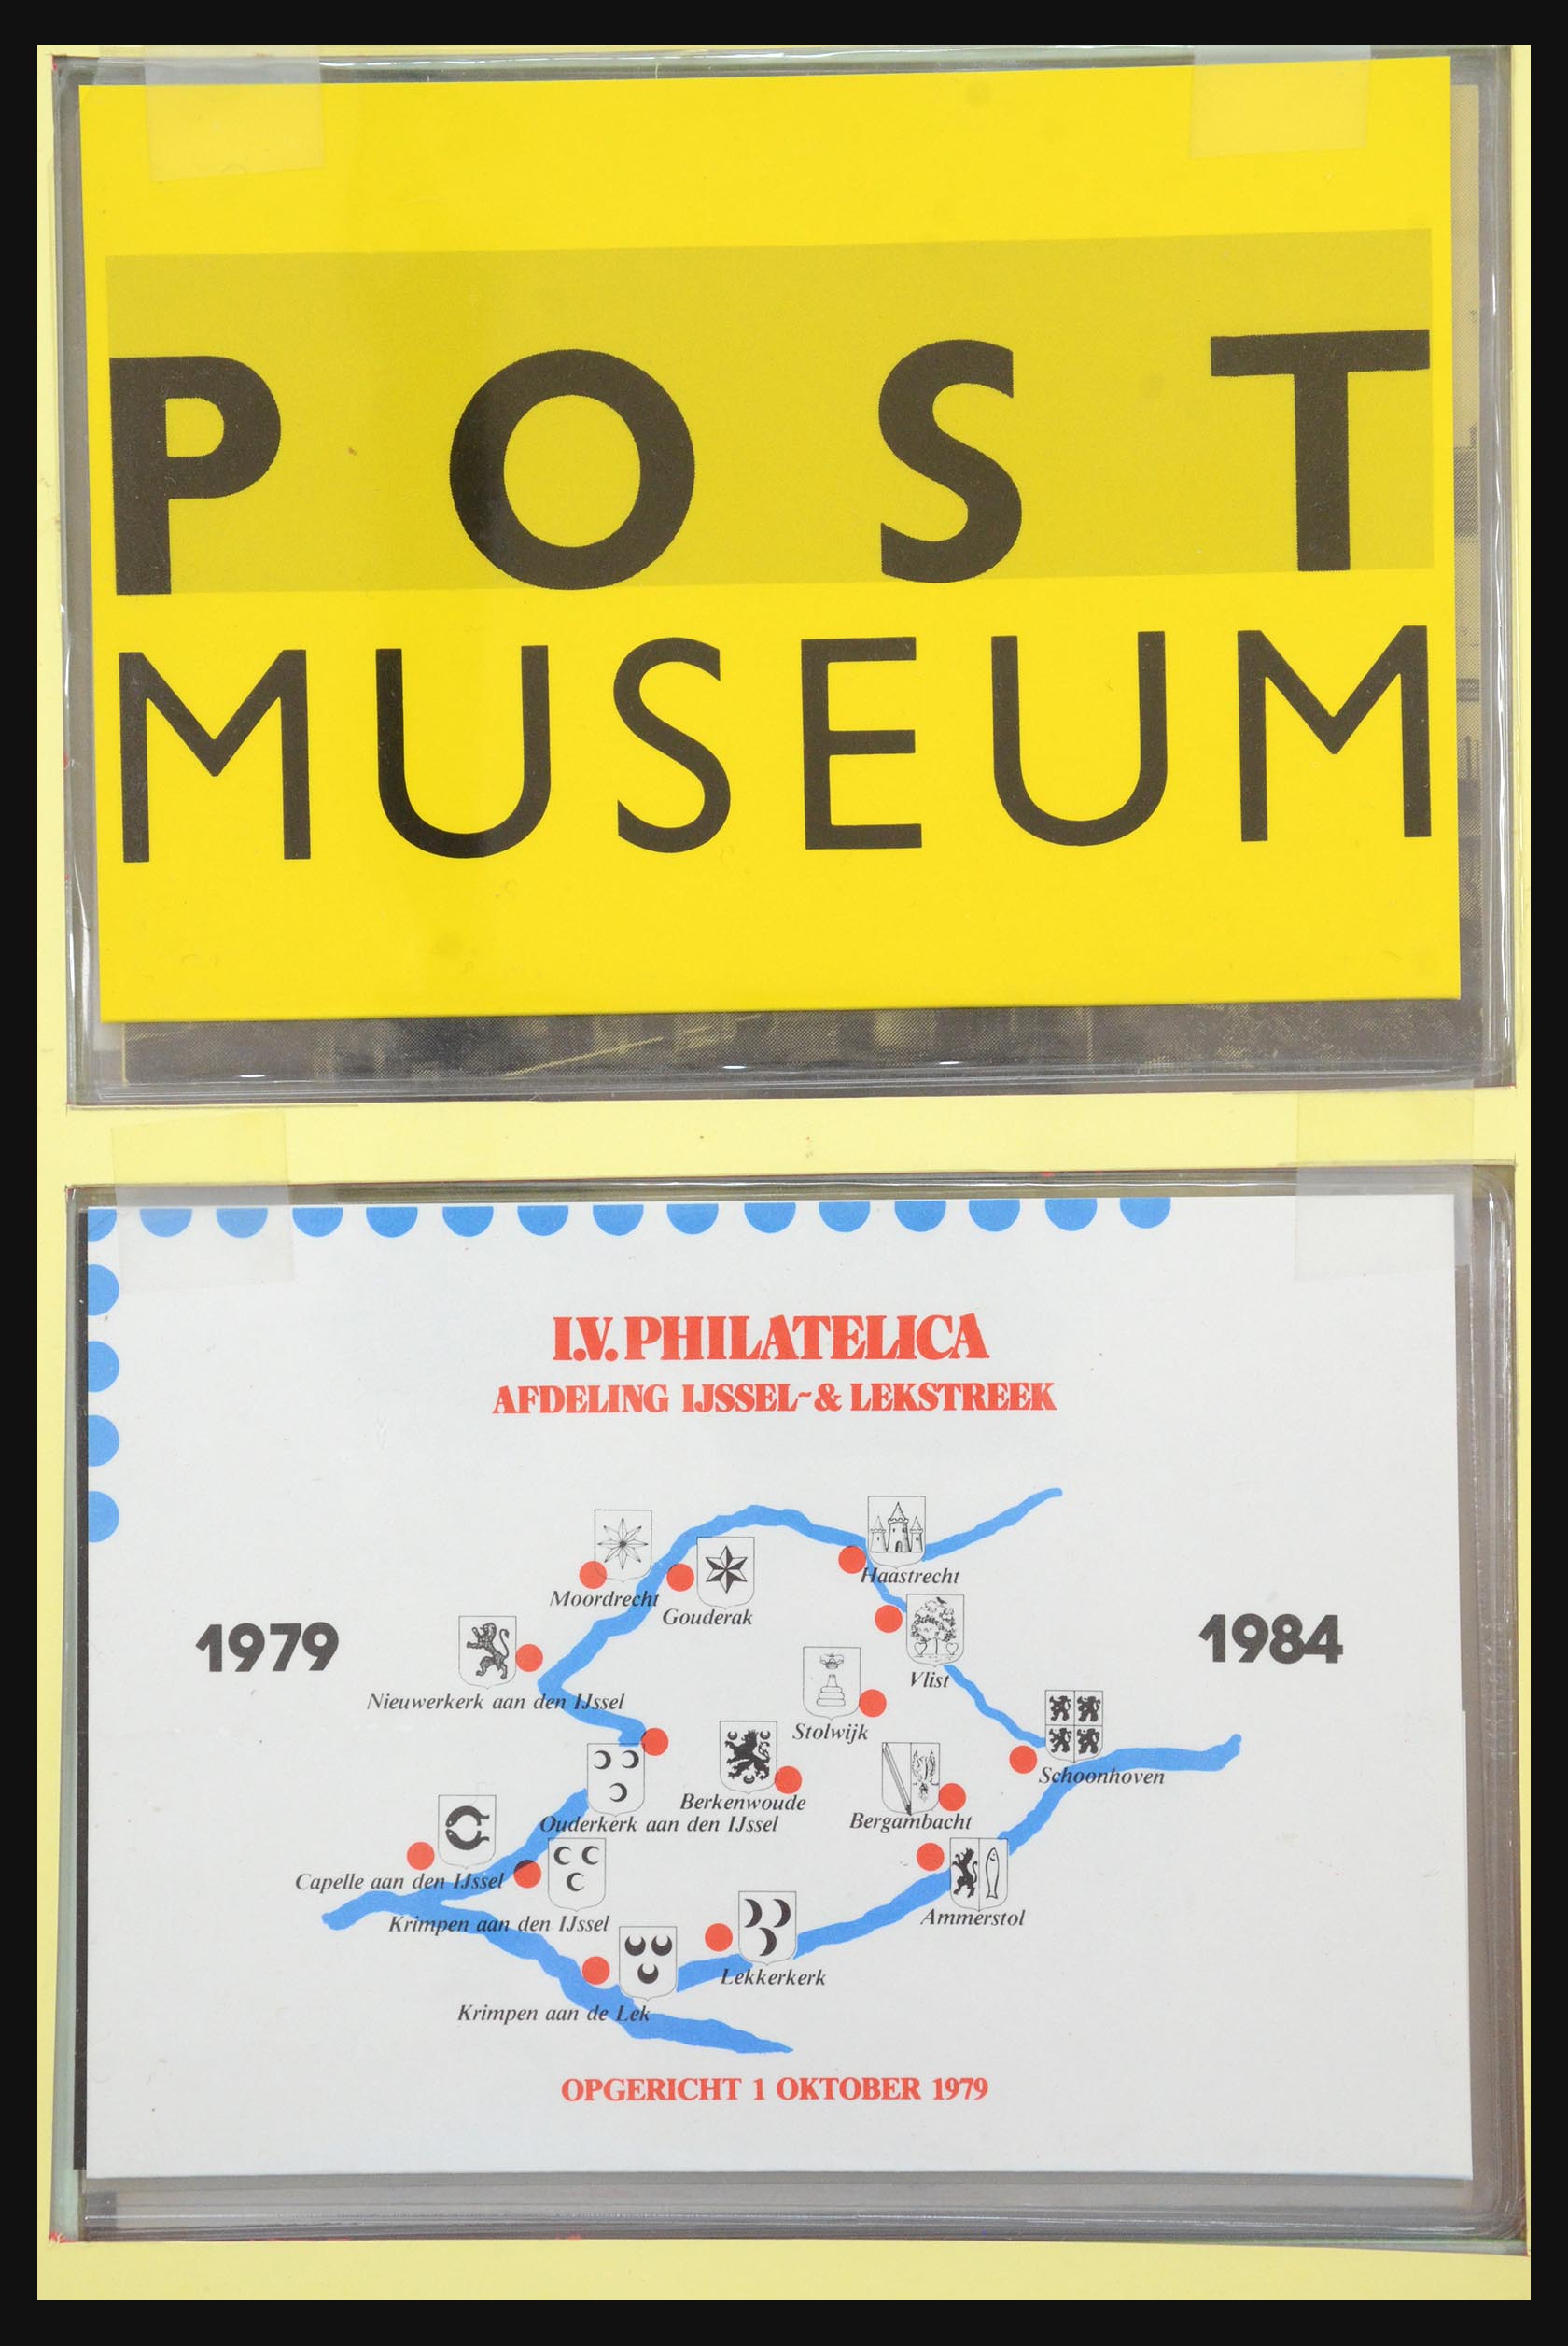 POST
MUSEUM
I.V. PHILATELICA
AFDELING IJSSEL-& LEKSTREEK
Haastrecht
Moordrecht
Gouderak
1979
1984
Vlist
Nieuwerkerk aan den IJssel
Stolwijk
Schoonhoven
Berkenwoude
Bergambacht
Ouderkerk aan den IJssel
Capelle aan den IJssel
Ammerstol
Krimpen aan den IJssel
Lekkerkerk
Krimpen aan de Lek
OPGERICHT 1 OKTOBER 1979